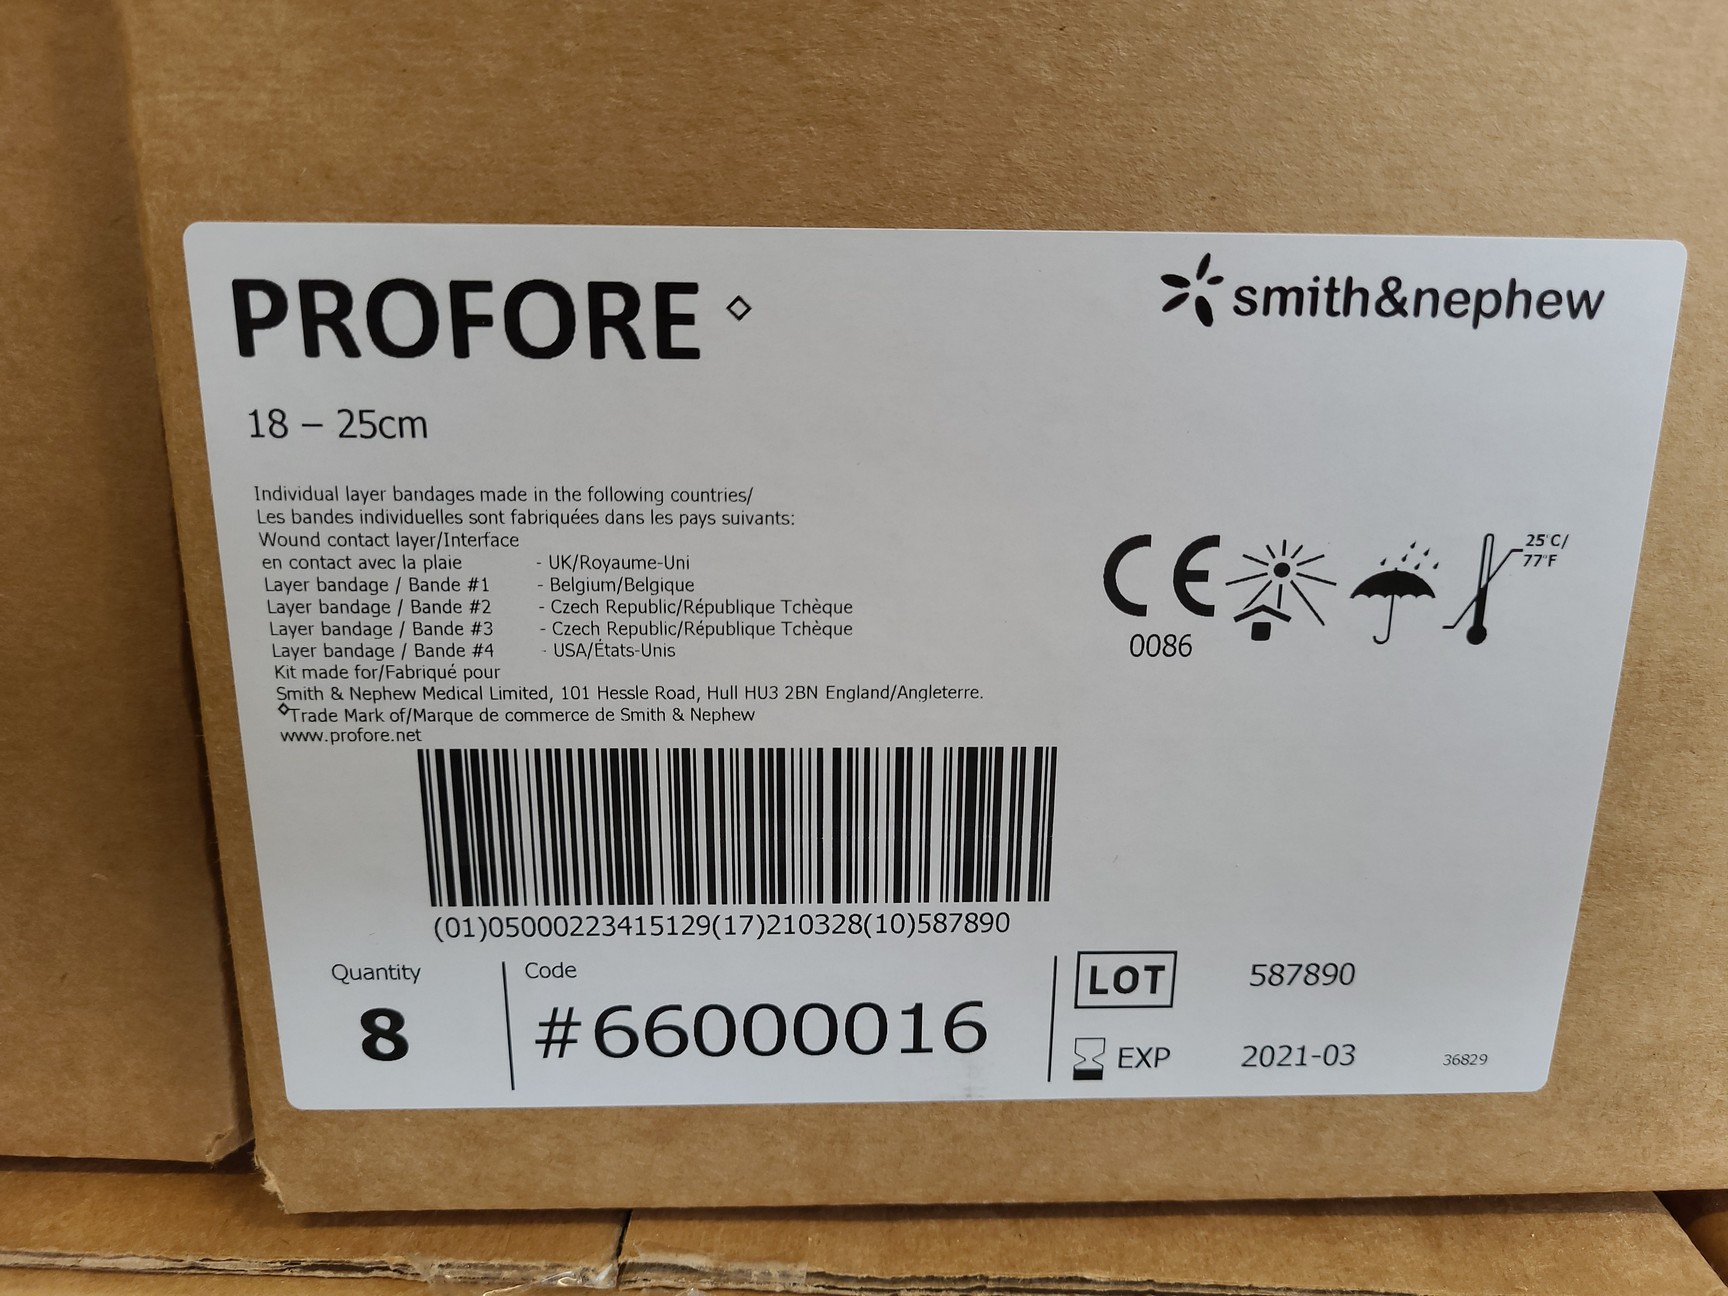 PROFORE ◇
smith&nephew
18 – 25cm
Individual layer bandages made in the following countries/
Les bandes individuelles sont fabriquées dans les pays suivants:
Wound contact layer/Interface
en contact avec la plaie - UK/Royaume-Uni
Layer bandage / Bande #1 - Belgium/Belgique
Layer bandage / Bande #2 - Czech Republic/République Tchèque
Layer bandage / Bande #3 - Czech Republic/République Tchèque
Layer bandage / Bande #4 - USA/États-Unis
Kit made for/Fabriqué pour
Smith & Nephew Medical Limited, 101 Hessle Road, Hull HU3 2BN England/Angleterre.
◇Trade Mark of/Marque de commerce de Smith & Nephew
www.profore.net
CE
0086
25°C/
77°F
(01)05000223415129(17)210328(10)587890
Quantity
8
Code
#66000016
LOT 587890
EXP 2021-03
36829